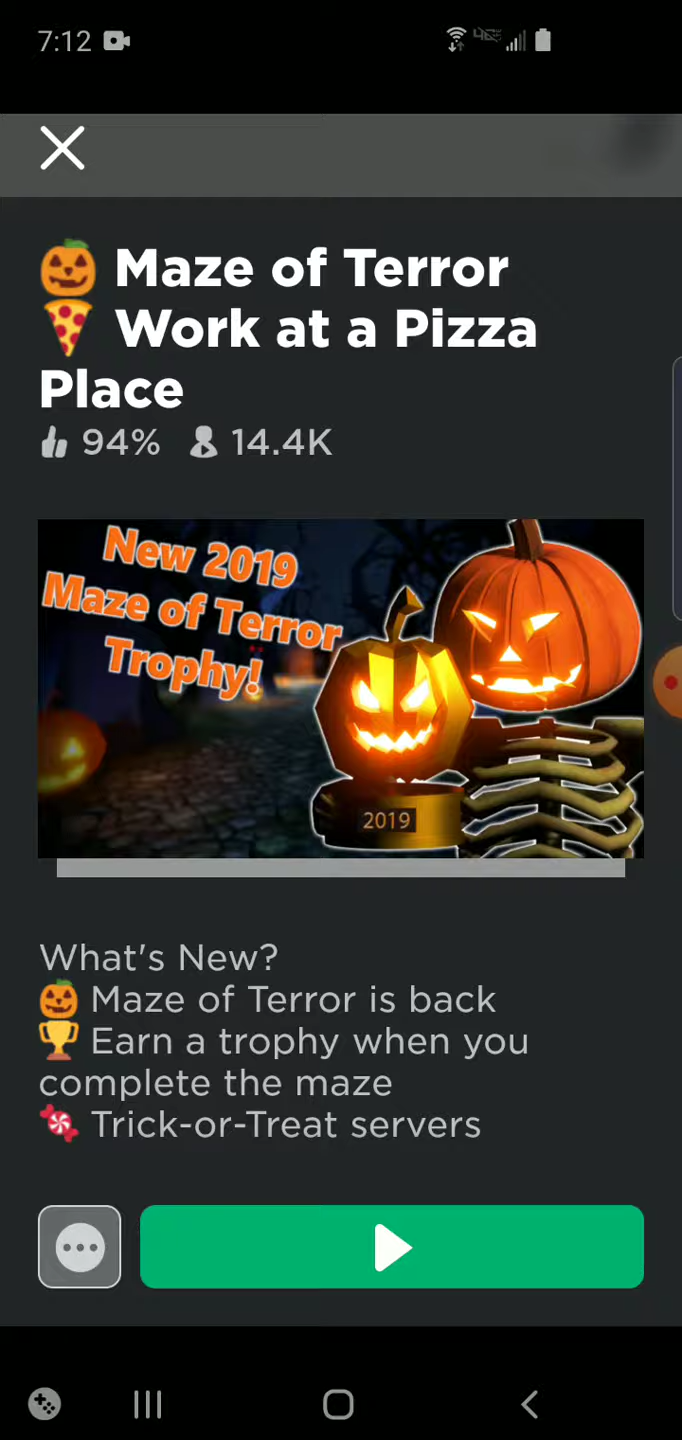 7:12
Maze of Terror
Work at a Pizza
Place
94% 14.4K
New 2019
Maze of Terror
Trophy!
2019
What's New?
Maze of Terror is back
Earn a trophy when you
complete the maze
Trick-or-Treat servers